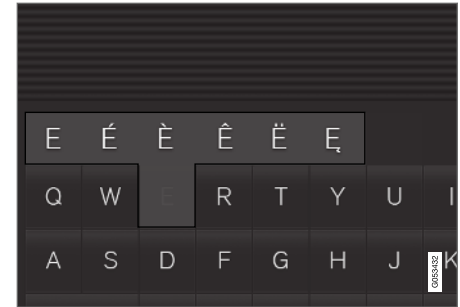 E É È Ê Ë Ę
Q W E R T Y U I
A S D F G H J K
G053432